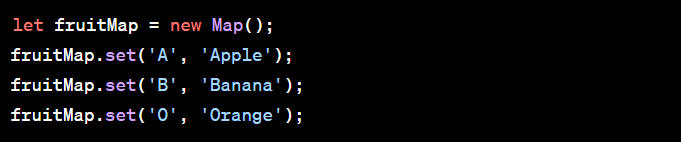 let fruitMap = new Map();
fruitMap.set('A', 'Apple');
fruitMap.set('B', 'Banana');
fruitMap.set('O', 'Orange');